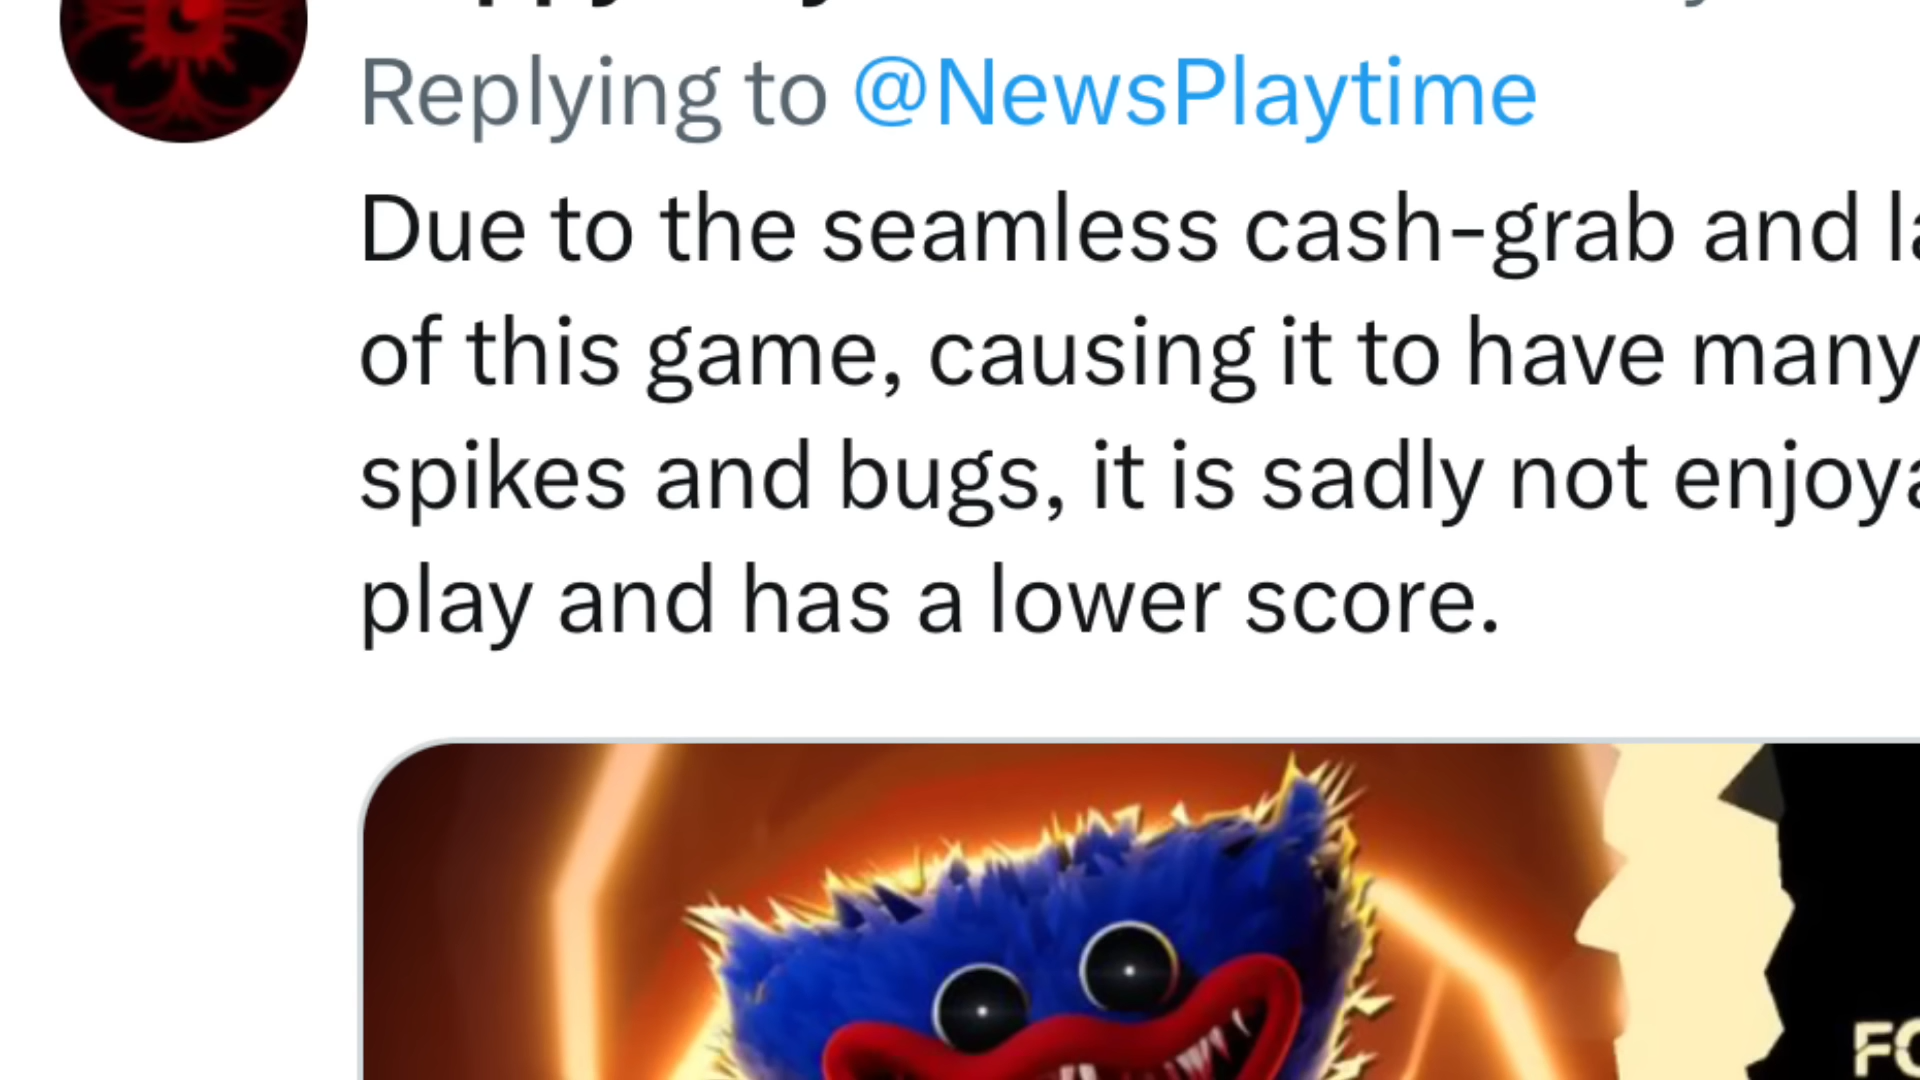 Replying to @NewsPlaytime
Due to the seamless cash-grab and
of this game, causing it to have many
spikes and bugs, it is sadly not
play and has a lower score.